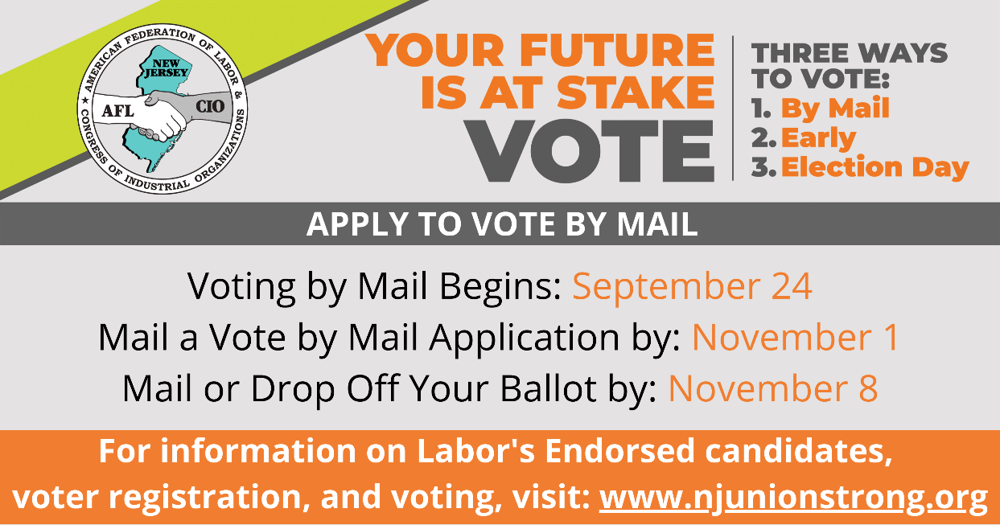 AMERICAN FEDERATION OF LABOR &
★ CONGRESS OF INDUSTRIAL ORGANIZATIONS
NEW
JERSEY
AFL
CIO
YOUR FUTURE
IS AT STAKE
VOTE
THREE WAYS
TO VOTE:
1. By Mail
2. Early
3. Election Day
APPLY TO VOTE BY MAIL
Voting by Mail Begins: September 24
Mail a Vote by Mail Application by: November 1
Mail or Drop Off Your Ballot by: November 8
For information on Labor's Endorsed candidates,
voter registration, and voting, visit: www.njunionstrong.org